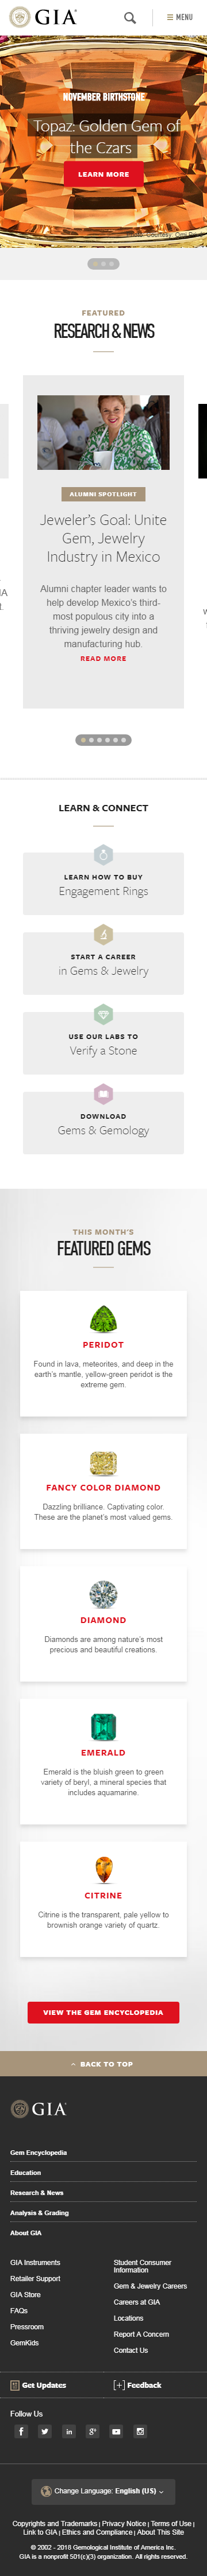 GIA
MENU
NOVEMBER BIRTHSTONE
Topaz: Golden Gem of
the Czars
LEARN MORE
FEATURED
RESEARCH & NEWS
ALUMNI SPOTLIGHT
Jeweler's Goal: Unite
Gem, Jewelry
Industry in Mexico
Alumni chapter leader wants to
help develop Mexico's third-
most populous city into a
thriving jewelry design and
manufacturing hub.
READ MORE
LEARN & CONNECT
LEARN HOW TO BUY
Engagement Rings
START A CAREER
in Gems & Jewelry
USE OUR LABS TO
Verify a Stone
DOWNLOAD
Gems & Gemology
THIS MONTH'S
FEATURED GEMS
PERIDOT
Found in lava, meteorites, and deep in the
earth's mantle, yellow-green peridot is the
extreme gem.
FANCY COLOR DIAMOND
Dazzling brilliance. Captivating color.
These are the planet's most valued gems.
DIAMOND
Diamonds are among nature's most
precious and beautiful creations.
EMERALD
Emerald is the bluish green to green
variety of beryl, a mineral species that
includes aquamarine.
CITRINE
Citrine is the transparent, pale yellow to
brownish orange variety of quartz.
VIEW THE GEM ENCYCLOPEDIA
BACK TO TOP
GIA
Gem Encyclopedia
Education
Research & News
Analysis & Grading
About GIA
GIA Instruments
Retailer Support
GIA Store
FAQs
Pressroom
GemKids
Student Consumer
Information
Gem & Jewelry Careers
Careers at GIA
Locations
Report A Concern
Contact Us
Get Updates
Feedback
Follow Us
Change Language: English (US)
Copyrights and Trademarks | Privacy Notice | Terms of Use |
Link to GIA | Ethics and Compliance | About This Site
© 2002 - 2018 Gemological Institute of America Inc.
GIA is a nonprofit 501(c)(3) organization. All rights reserved.